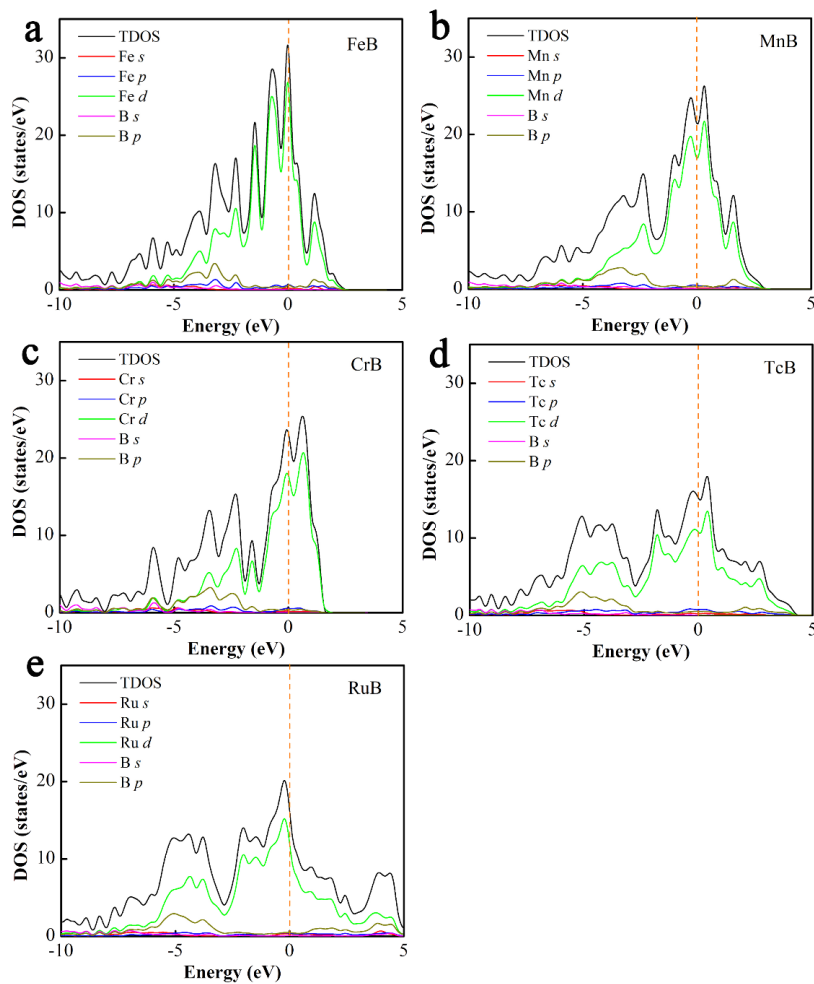 a
FeB
TDOS
Fe s
Fe p
Fe d
B s
B p
DOS (states/eV)
30
20
10
0
-10
-5
0
5
Energy (eV)
b
MnB
TDOS
Mn s
Mn p
Mn d
B s
B p
DOS (states/eV)
30
20
10
0
-10
-5
0
5
Energy (eV)
c
CrB
TDOS
Cr s
Cr p
Cr d
B s
B p
DOS (states/eV)
30
20
10
0
-10
-5
0
5
Energy (eV)
d
TcB
TDOS
Tc s
Tc p
Tc d
B s
B p
DOS (states/eV)
30
20
10
0
-10
-5
0
5
Energy (eV)
e
RuB
TDOS
Ru s
Ru p
Ru d
B s
B p
DOS (states/eV)
30
20
10
0
-10
-5
0
5
Energy (eV)